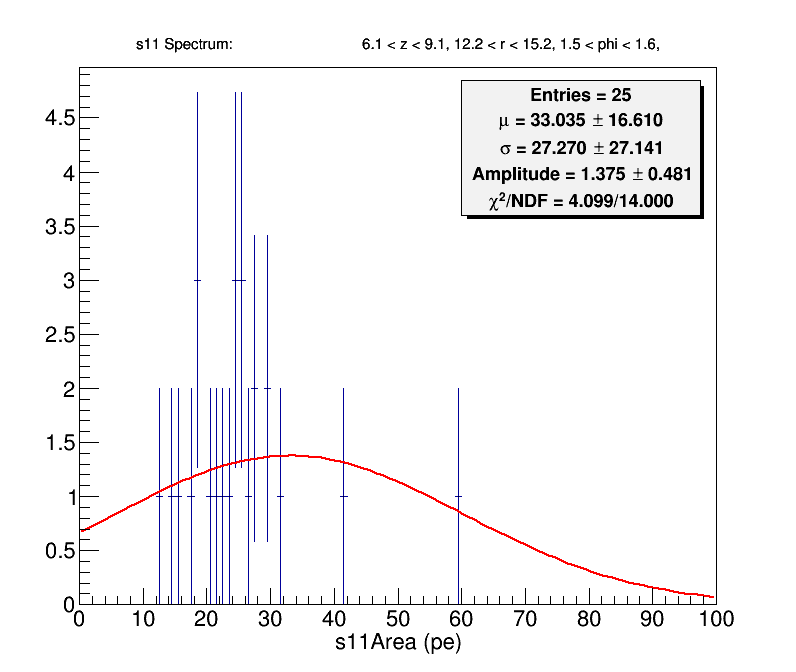 s11 Spectrum: 6.1 < z < 9.1, 12.2 < r < 15.2, 1.5 < phi < 1.6,
Entries = 25
μ = 33.035 ± 16.610
σ = 27.270 ± 27.141
Amplitude = 1.375 ± 0.481
χ²/NDF = 4.099/14.000
4.5
4
3.5
3
2.5
2
1.5
1
0.5
0
0 10 20 30 40 50 60 70 80 90 100
s11Area (pe)